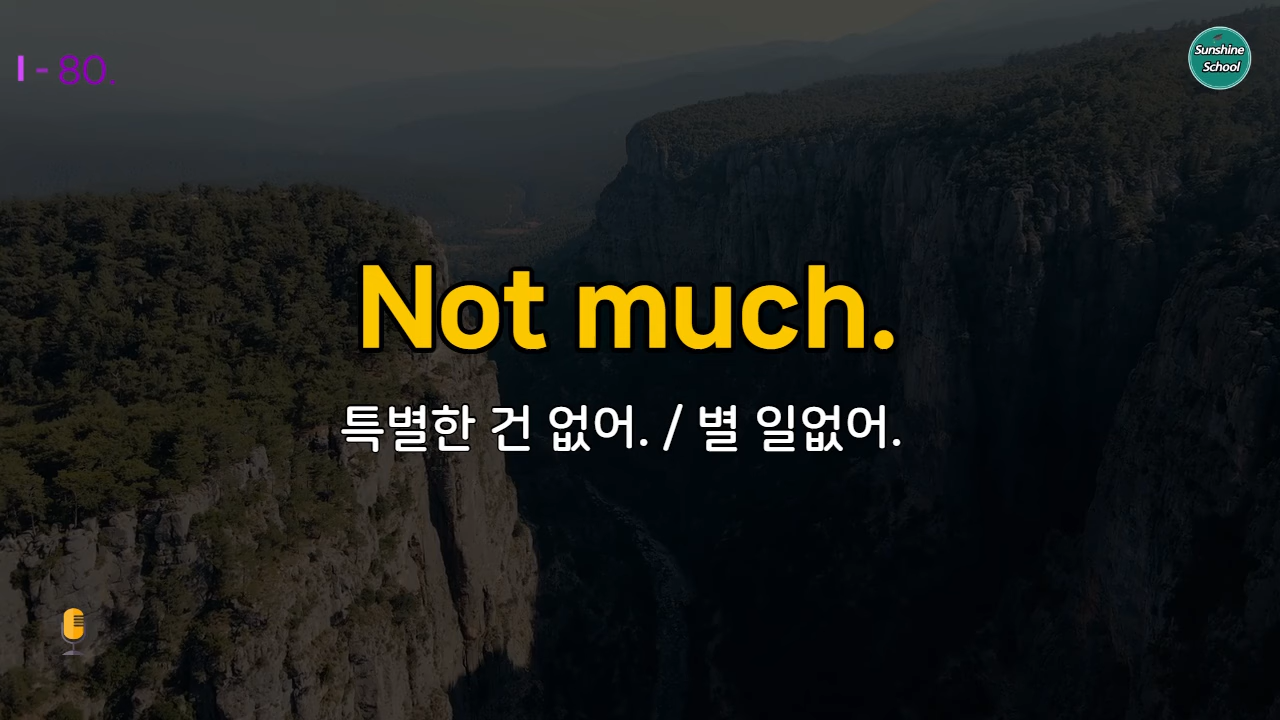 I - 80.
Sunshine
School
Not much.
특별한 건 없어. / 별 일없어.